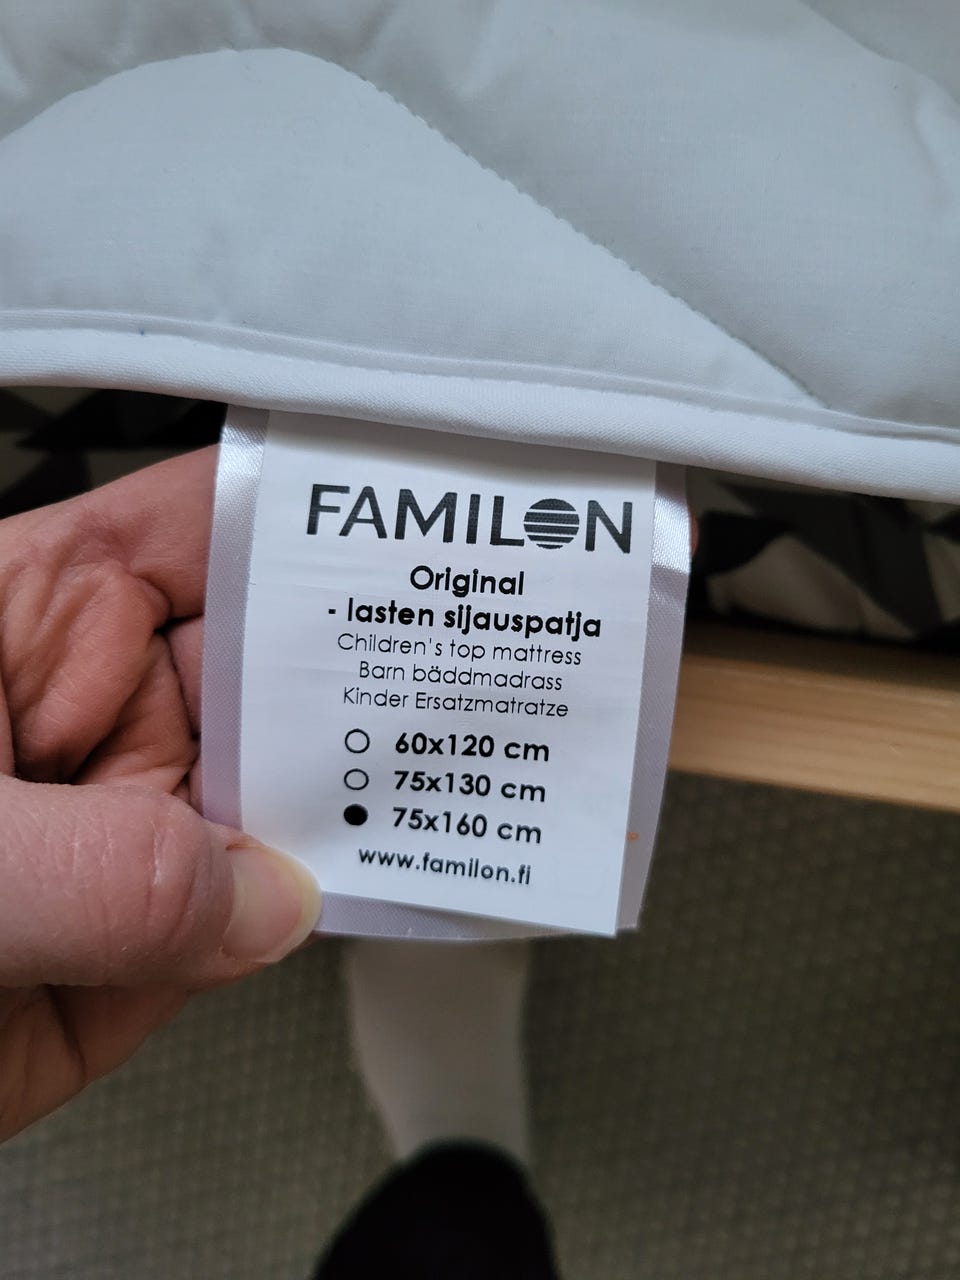 FAMILON
Original
- lasten sijauspatja
Children's top mattress
Barn bäddmadrass
Kinder Ersatzmatratze
60x120 cm
75x130 cm
75x160 cm
www.familon.fi